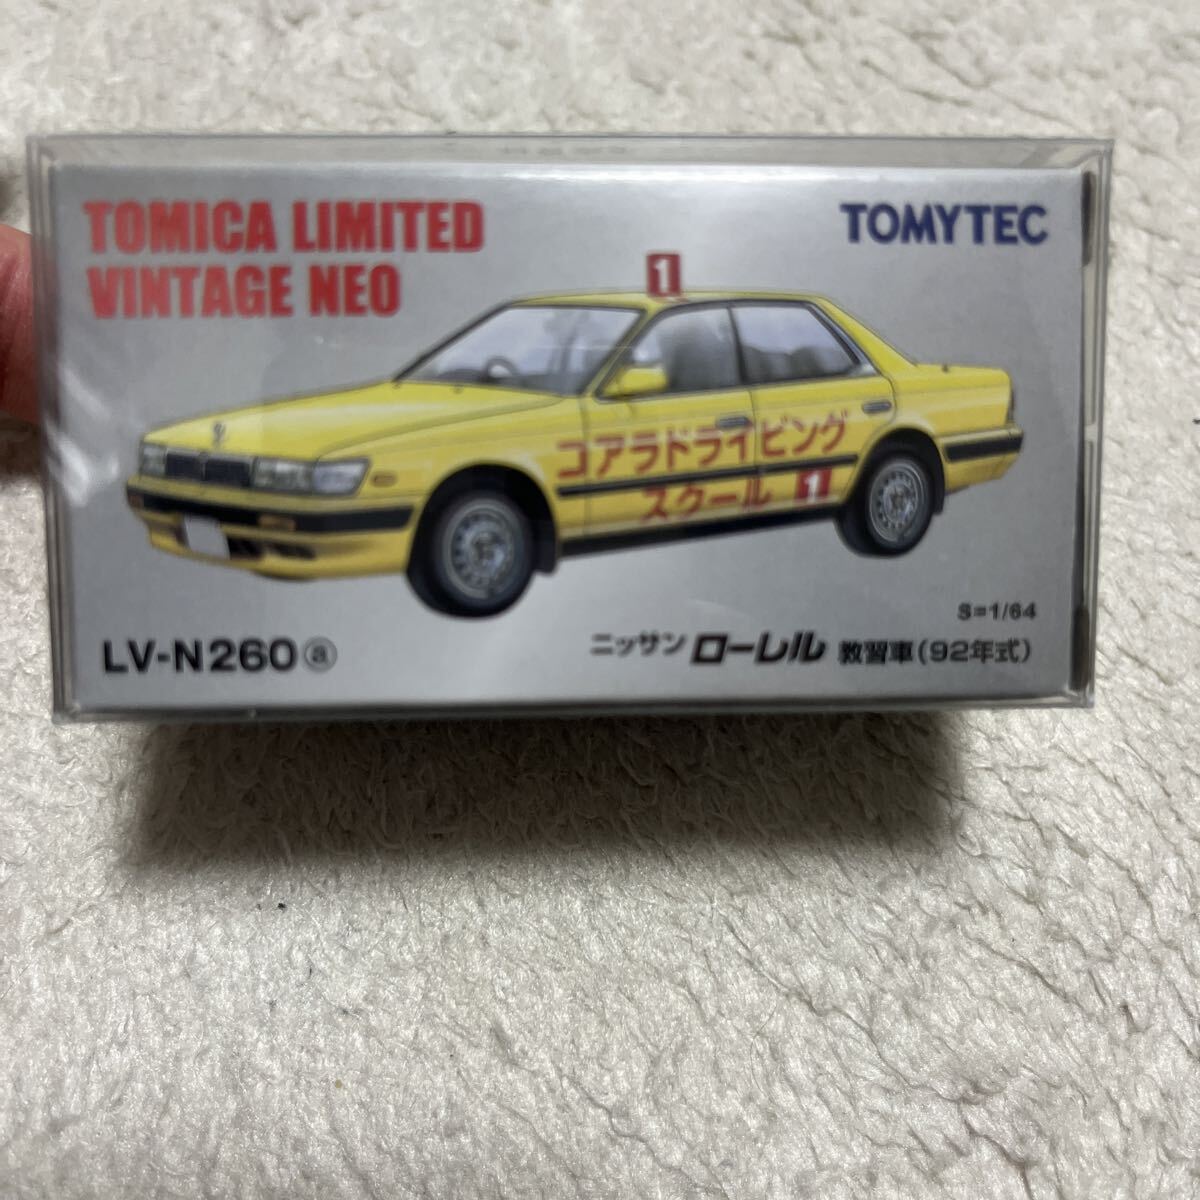 TOMICA LIMITED
VINTAGE NEO
TOMYTEC
1
コアラドライビング
スクール 1
S=1/64
LV-N260 ⓐ
ニッサン ローレル 教習車(92年式)